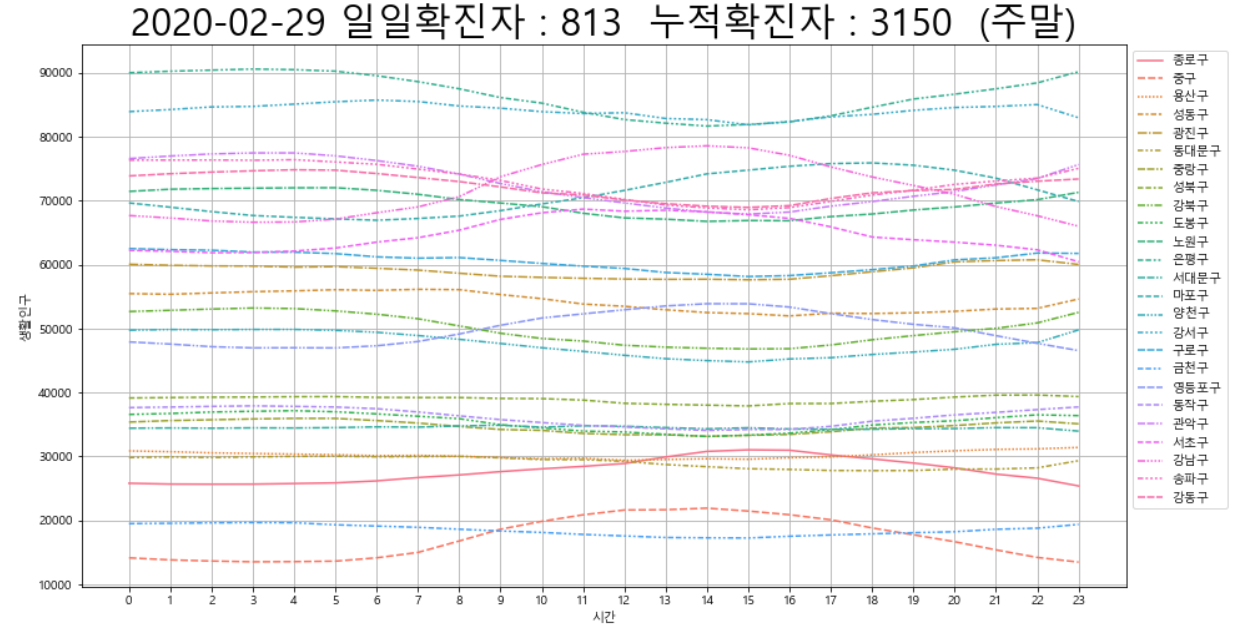 2020-02-29 일일확진자 : 813 누적확진자 : 3150 (주말)
90000
80000
70000
60000
50000
40000
30000
20000
10000
생활인구
0 1 2 3 4 5 6 7 8 9 10 11 12 13 14 15 16 17 18 19 20 21 22 23
시간
종로구
중구
용산구
성동구
광진구
동대문구
중랑구
성북구
강북구
도봉구
노원구
은평구
서대문구
마포구
양천구
강서구
구로구
금천구
영등포구
동작구
관악구
서초구
강남구
송파구
강동구